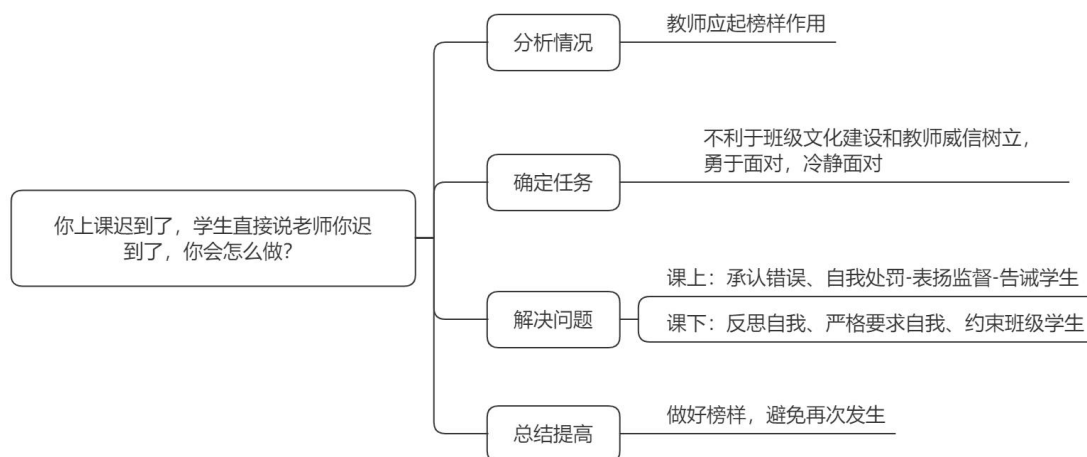 你上课迟到了，学生直接说老师你迟
到了，你会怎么做？
分析情况
教师应起榜样作用
确定任务
不利于班级文化建设和教师威信树立，
勇于面对，冷静面对
解决问题
课上：承认错误、自我处罚-表扬监督-告诫学生
课下：反思自我、严格要求自我、约束班级学生
总结提高
做好榜样，避免再次发生